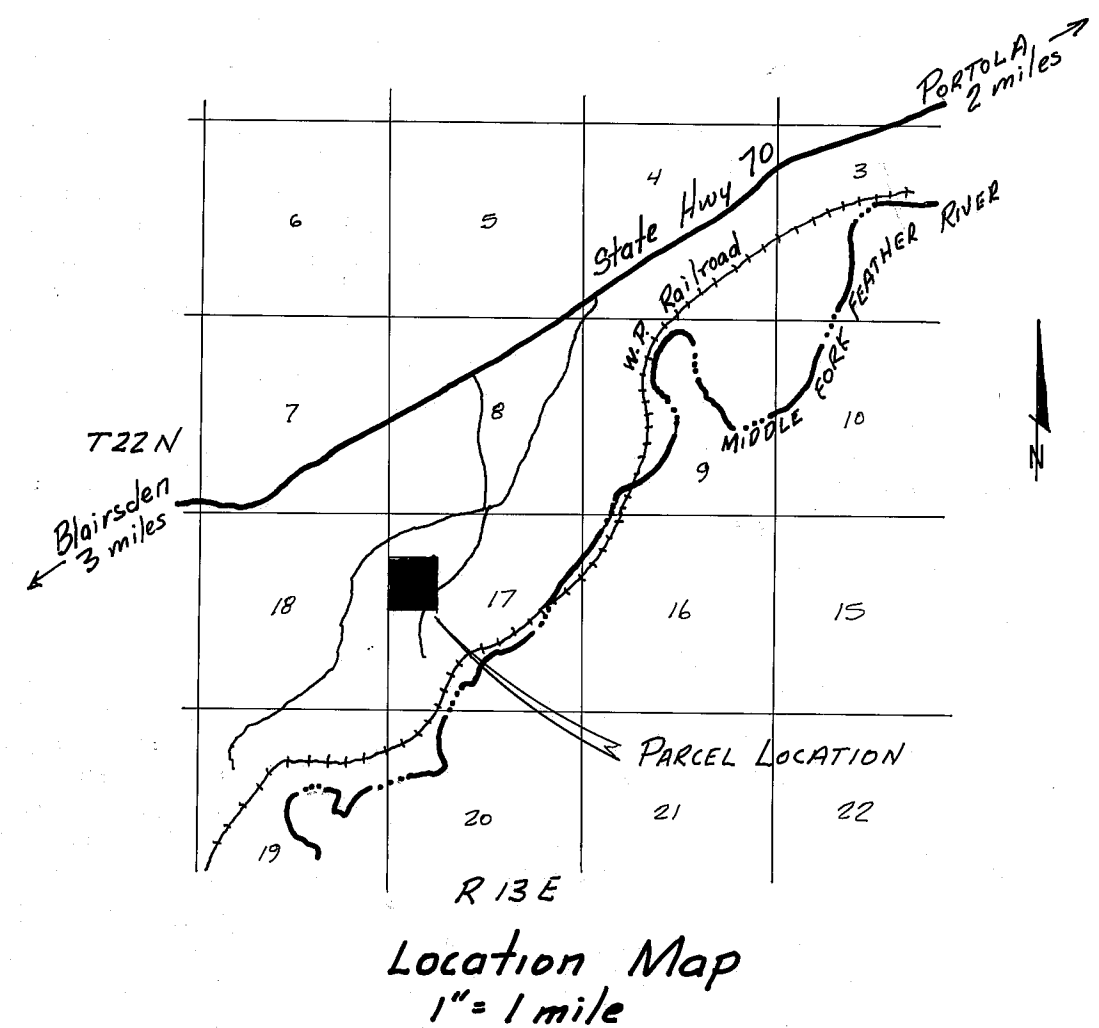 PORTOLA
2 miles
State Hwy 70
4
3
6
5
W.P. Railroad
MIDDLE FORK FEATHER RIVER
7
8
9
10
T22N
Blairsden
3 miles
N
18
17
16
15
PARCEL LOCATION
19
20
21
22
R 13 E
Location Map
1" = 1 mile